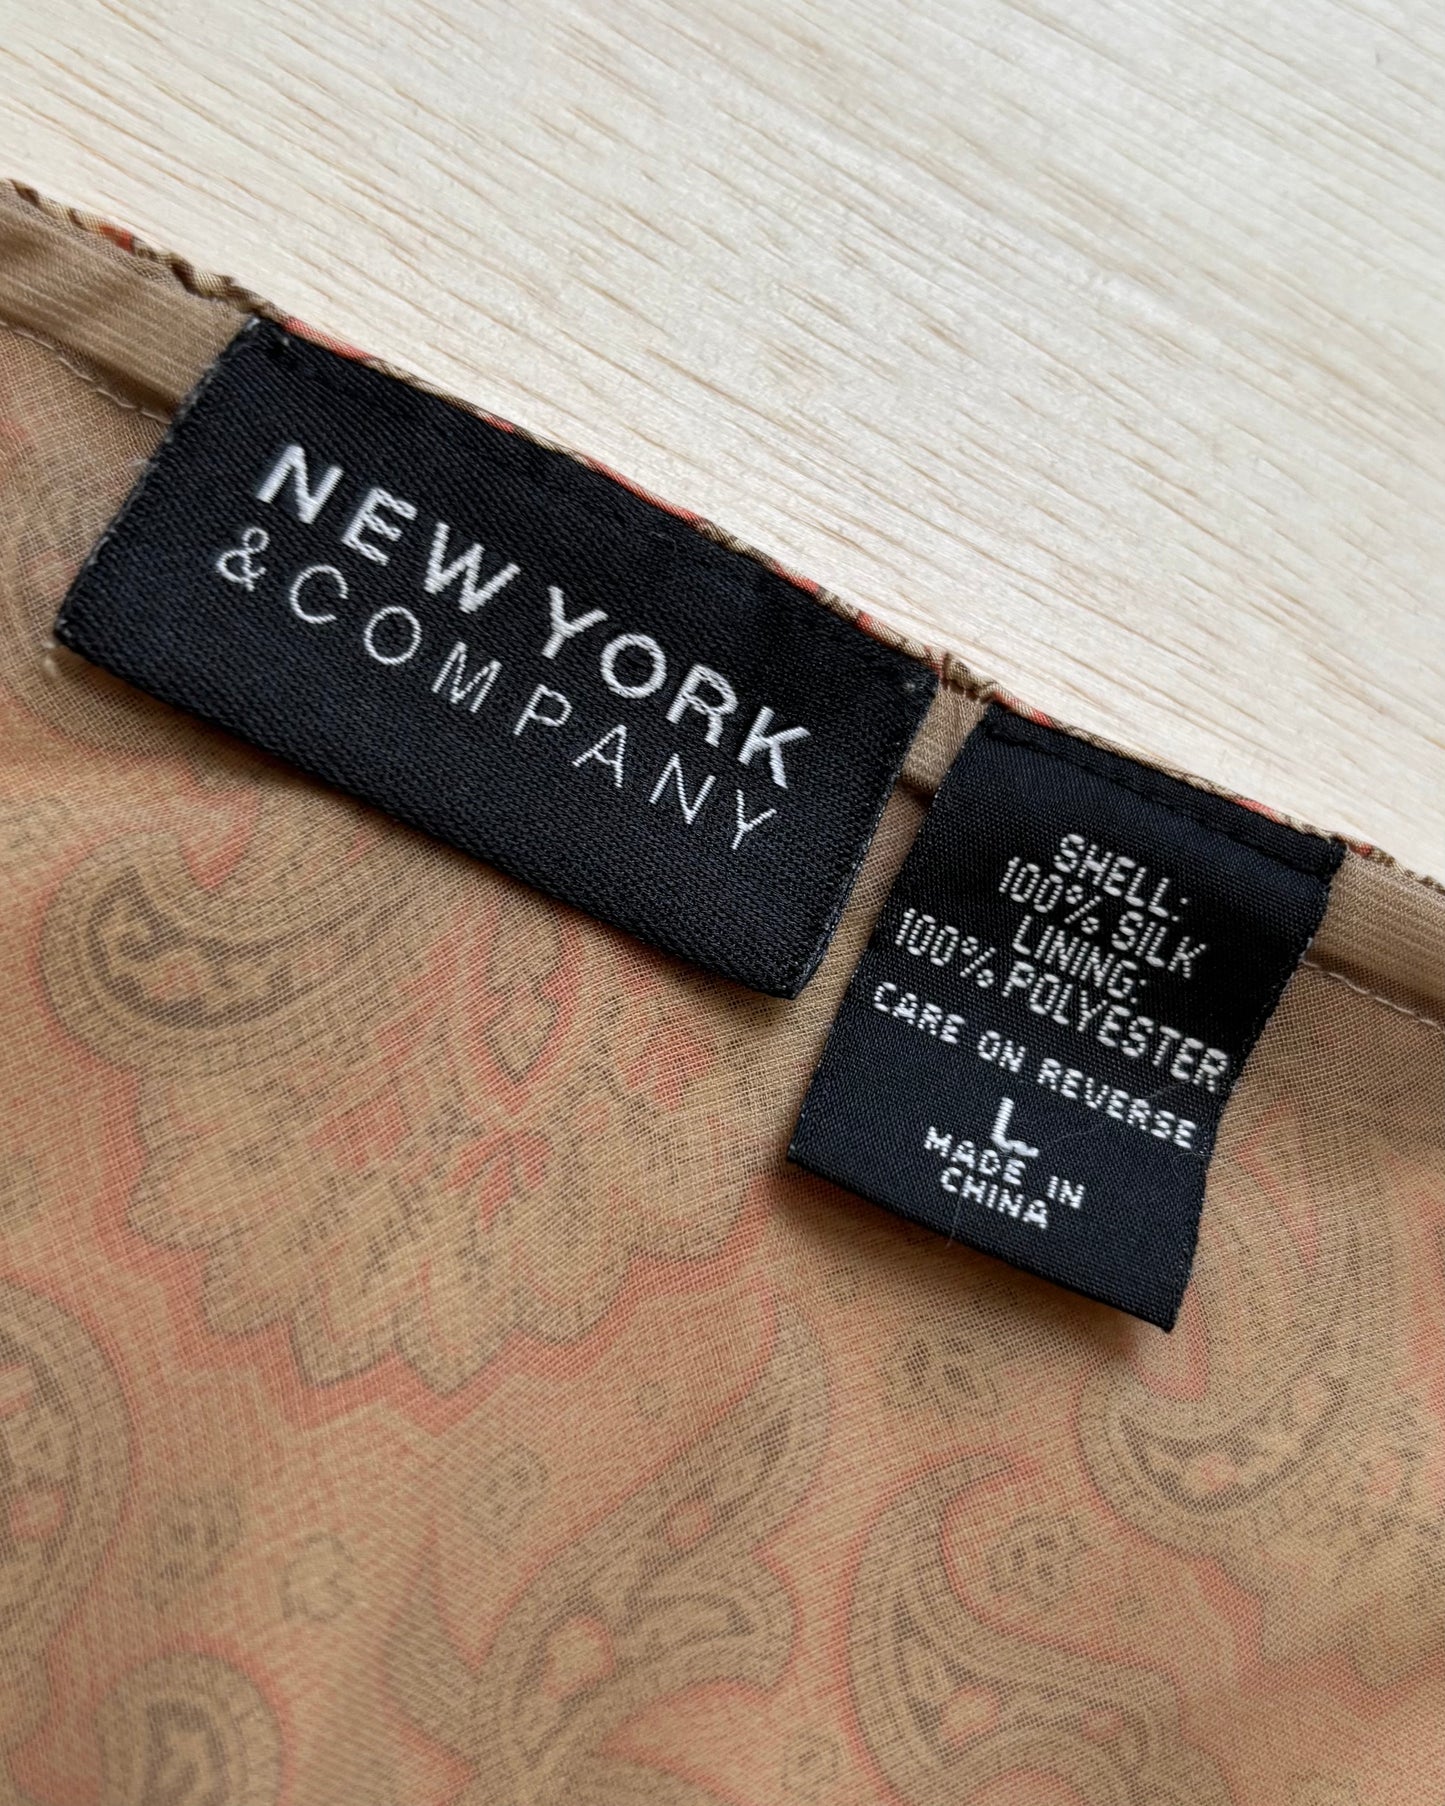 NEW YORK
& COMPANY
SHELL:
100% SILK
LINING:
100% POLYESTER
CARE ON REVERSE
L
MADE IN
CHINA